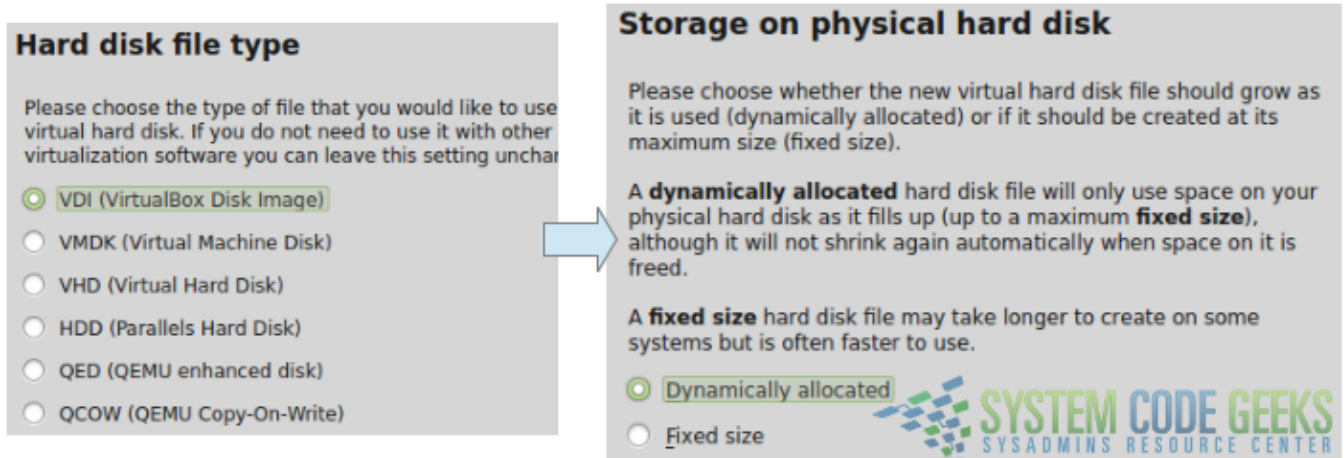 Hard disk file type
Please choose the type of file that you would like to use
virtual hard disk. If you do not need to use it with other
virtualization software you can leave this setting unchar
VDI (VirtualBox Disk Image)
VMDK (Virtual Machine Disk)
VHD (Virtual Hard Disk)
HDD (Parallels Hard Disk)
QED (QEMU enhanced disk)
QCOW (QEMU Copy-On-Write)
Storage on physical hard disk
Please choose whether the new virtual hard disk file should grow as
it is used (dynamically allocated) or if it should be created at its
maximum size (fixed size).
A dynamically allocated hard disk file will only use space on your
physical hard disk as it fills up (up to a maximum fixed size),
although it will not shrink again automatically when space on it is
freed.
A fixed size hard disk file may take longer to create on some
systems but is often faster to use.
Dynamically allocated
Fixed size
SYSTEM CODE GEEKS
SYSADMINS RESOURCE CENTER